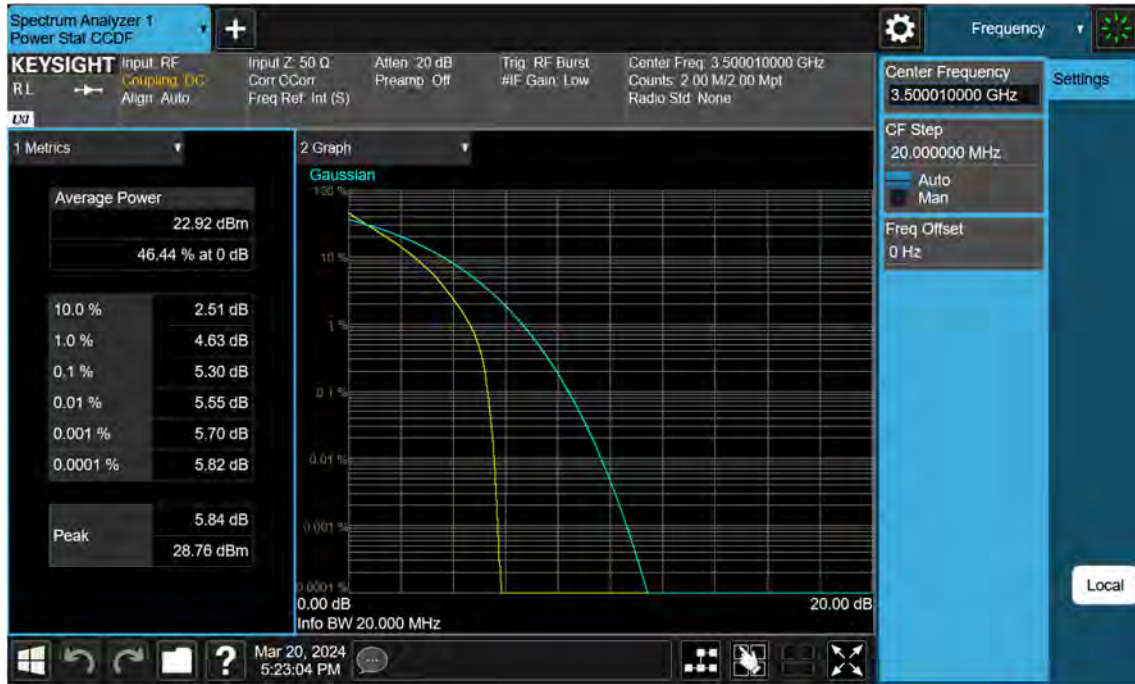 Spectrum Analyzer 1
Power Stat CCDF
Frequency
KEYSIGHT
Input: RF
Coupling: DC
Align: Auto
Input Z: 50 Ω
Corr CCorr
Freq Ref: Int (S)
Atten: 20 dB
Preamp: Off
Trig: RF Burst
#IF Gain: Low
Center Freq: 3.500010000 GHz
Counts: 2.00 M/2.00 Mpt
Radio Std: None
RL
LXI
Center Frequency
3.500010000 GHz
Settings
CF Step
20.000000 MHz
Auto
Man
Freq Offset
0 Hz
1 Metrics
Average Power
22.92 dBm
46.44 % at 0 dB
10.0 % 2.51 dB
1.0 % 4.63 dB
0.1 % 5.30 dB
0.01 % 5.55 dB
0.001 % 5.70 dB
0.0001 % 5.82 dB
Peak 5.84 dB
28.76 dBm
2 Graph
Gaussian
100 %
10 %
1 %
0.1 %
0.01 %
0.001 %
0.0001 %
0.00 dB 20.00 dB
Info BW 20.000 MHz
Local
?
Mar 20, 2024
5:23:04 PM